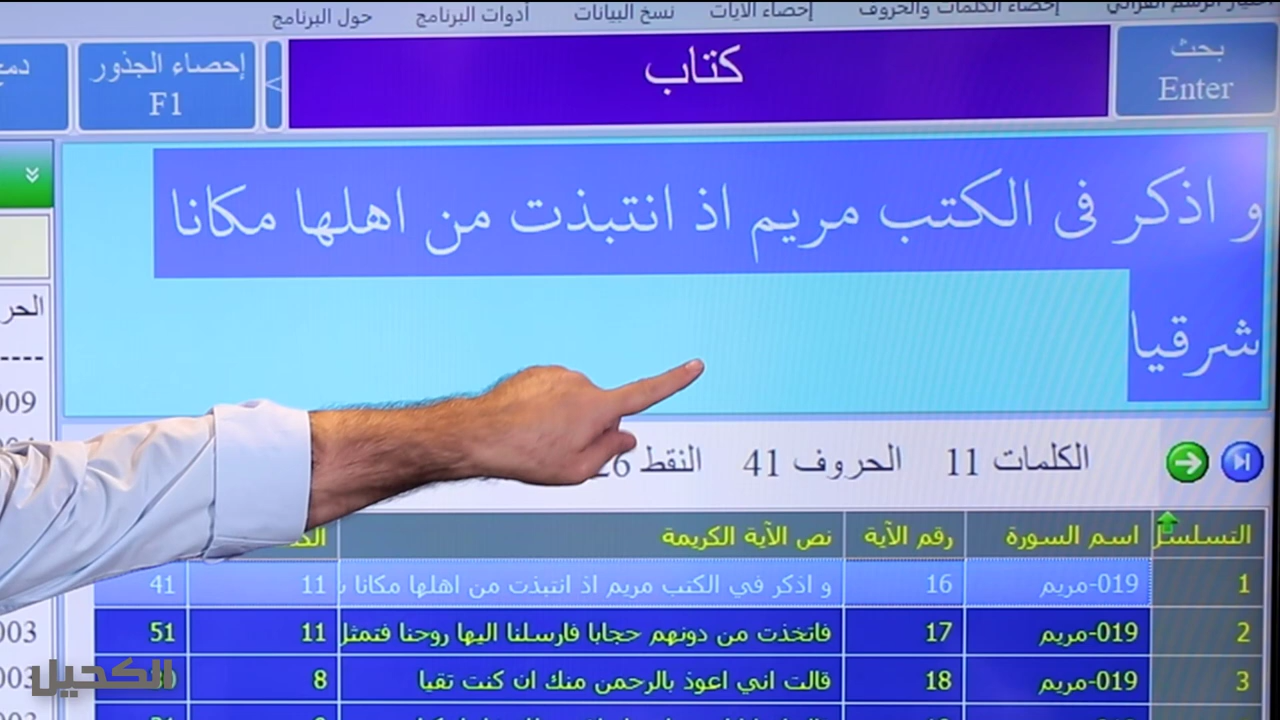 إحصاء الكلمات والحروف إحصاء الآيات نسخ البيانات أدوات البرنامج حول البرنامج
بحث
Enter
كتاب
>
إحصاء الجذور
F1
و اذكر فى الكتب مريم اذ انتبذت من اهلها مكانا
شرقيا
الكلمات 11 الحروف 41 النقط 26
التسلسل اسم السورة رقم الآية نص الآية الكريمة
1 019-مريم 16 و اذكر في الكتب مريم اذ انتبذت من اهلها مكانا 11 41
2 019-مريم 17 فاتخذت من دونهم حجابا فارسلنا اليها روحنا فتمثل 11 51
3 019-مريم 18 قالت اني اعوذ بالرحمن منك ان كنت تقيا 8
الكحيل